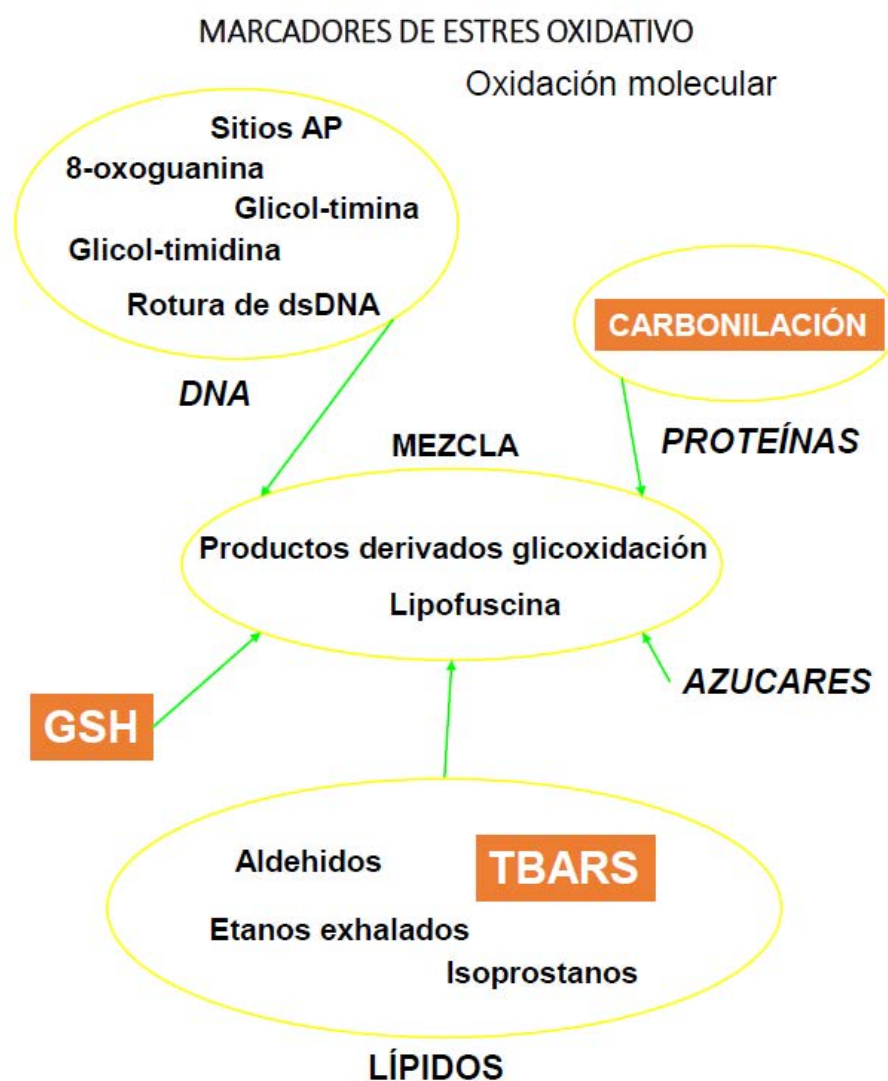 MARCADORES DE ESTRES OXIDATIVO
Oxidación molecular
Sitios AP
8-oxoguanina
Glicol-timina
Glicol-timidina
Rotura de dsDNA
DNA
CARBONILACIÓN
PROTEÍNAS
MEZCLA
Productos derivados glicoxidación
Lipofuscina
AZUCARES
GSH
Aldehidos
TBARS
Etanos exhalados
Isoprostanos
LÍPIDOS